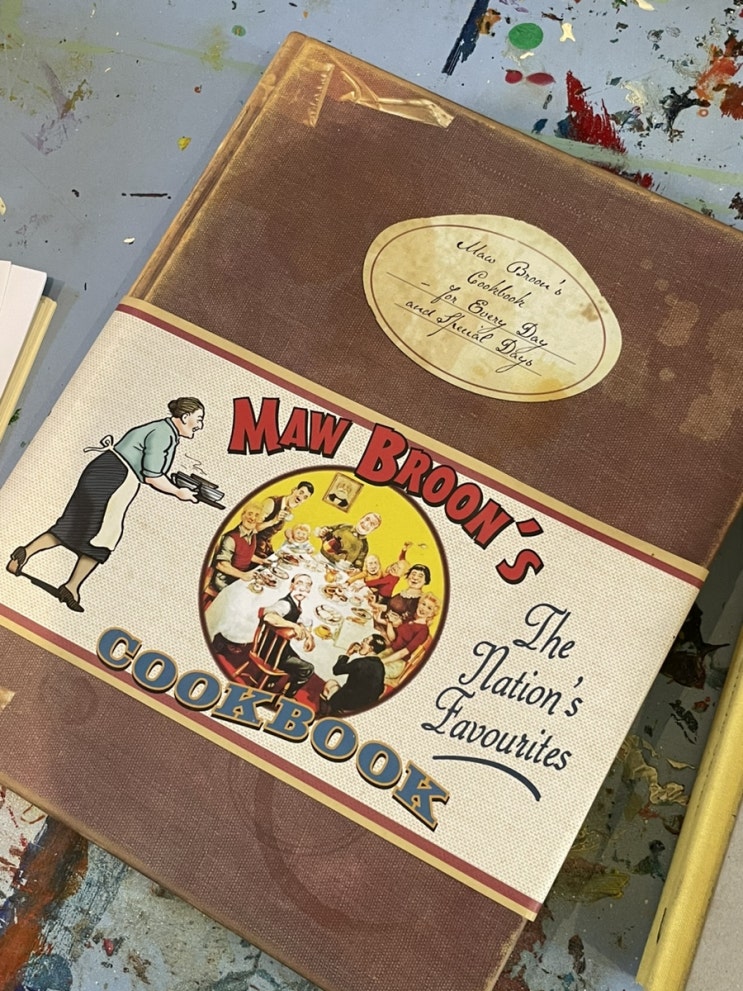 Maw Broon's
Cookbook
- for Every Day
and Special Days
MAW BROON'S
COOKBOOK
The
Nation's
Favourites